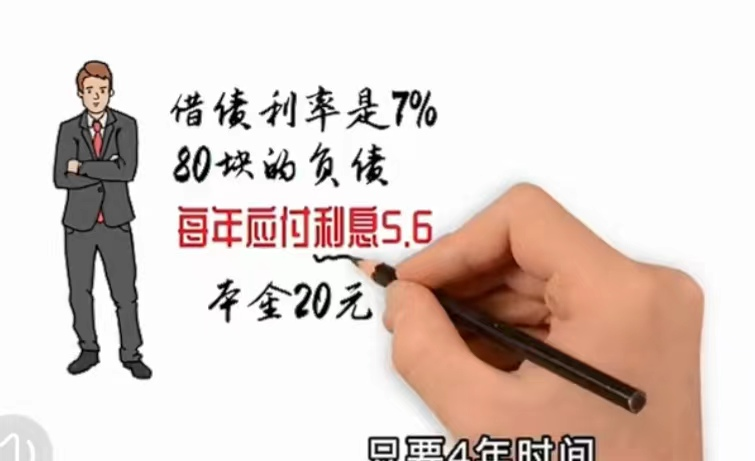 借债利率是7%
80块的负债
每年应付利息5.6
本金20元
只要4年时间